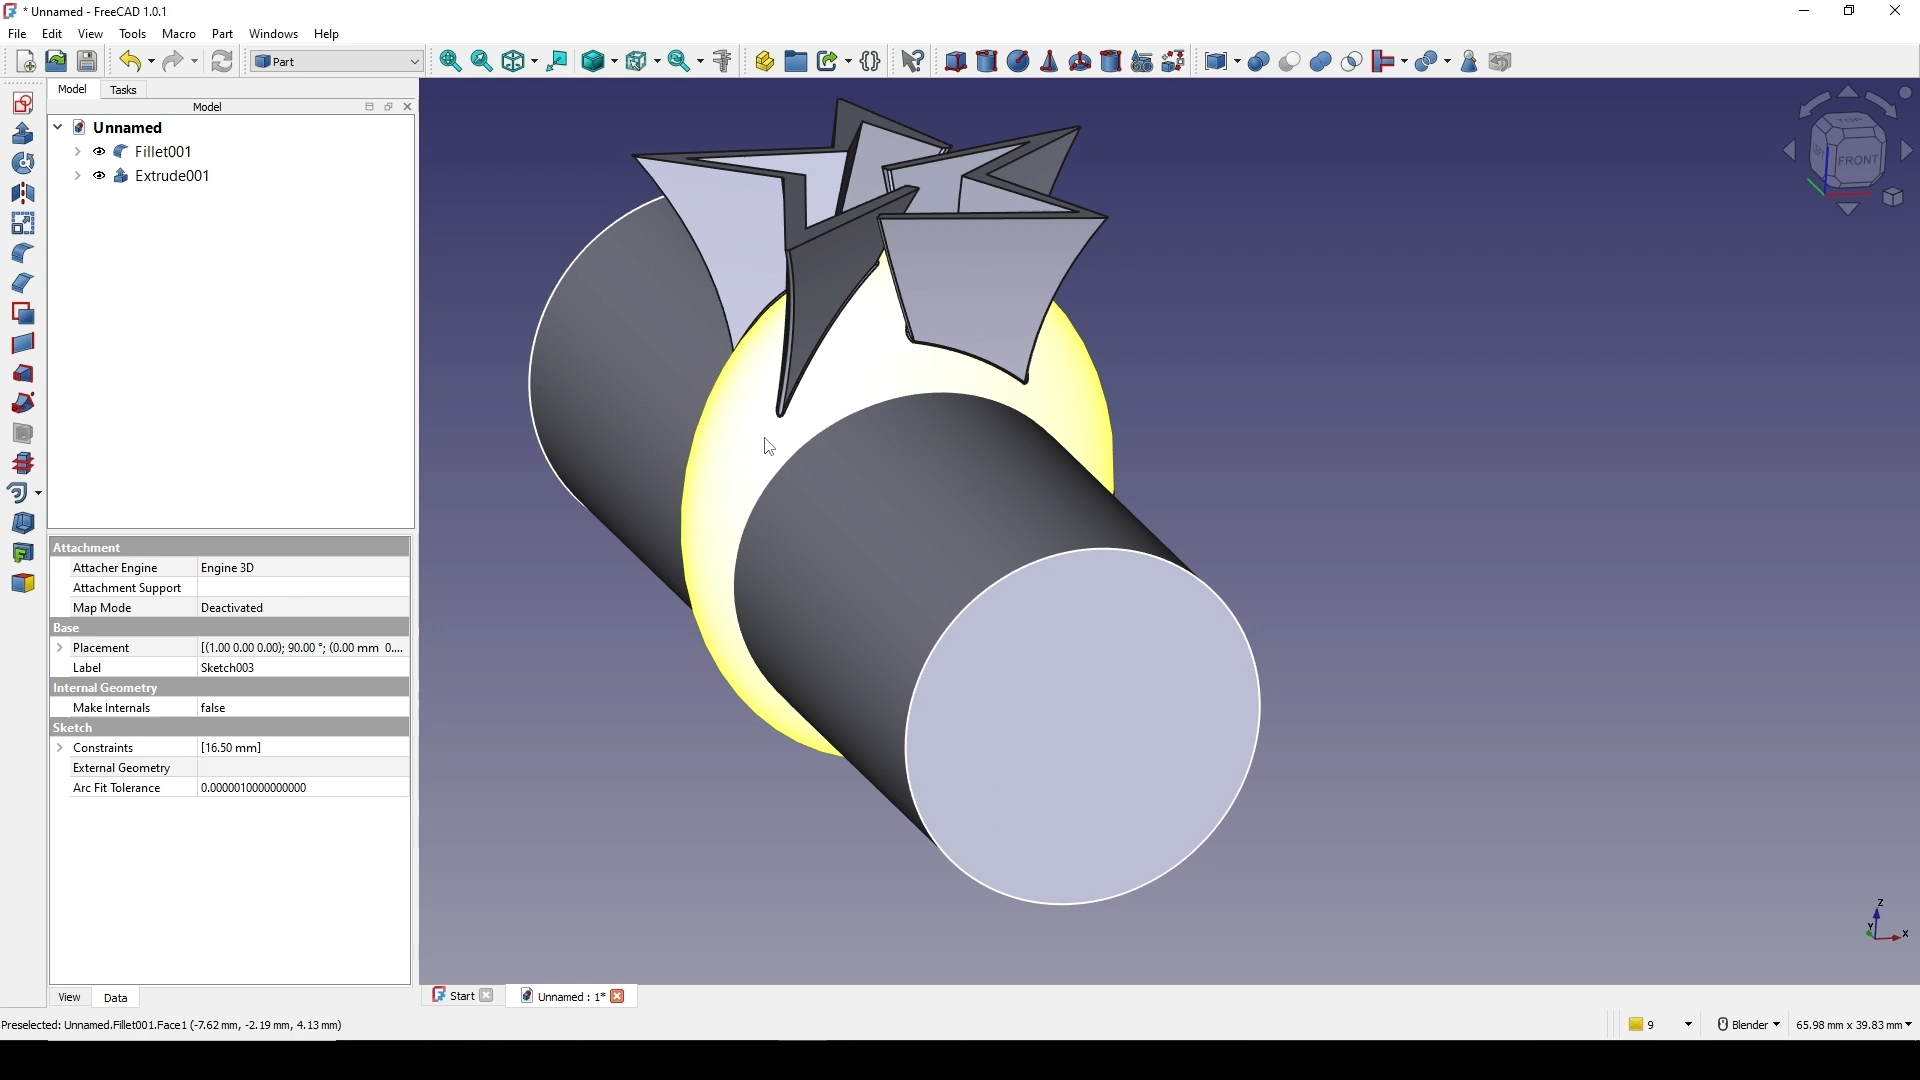 * Unnamed - FreeCAD 1.0.1
File Edit View Tools Macro Part Windows Help
Part
Model Tasks
Model
Unnamed
Fillet001
Extrude001
TOP
FRONT
Attachment
Attacher Engine Engine 3D
Attachment Support
Map Mode Deactivated
Base
Placement [(1.00 0.00 0.00); 90.00 °; (0.00 mm 0....
Label Sketch003
Internal Geometry
Make Internals false
Sketch
Constraints [16.50 mm]
External Geometry
Arc Fit Tolerance 0.0000010000000000
Z
Y
X
View Data
Start Unnamed : 1*
Preselected: Unnamed.Fillet001.Face1 (-7.62 mm, -2.19 mm, 4.13 mm)
9 Blender 65.98 mm x 39.83 mm